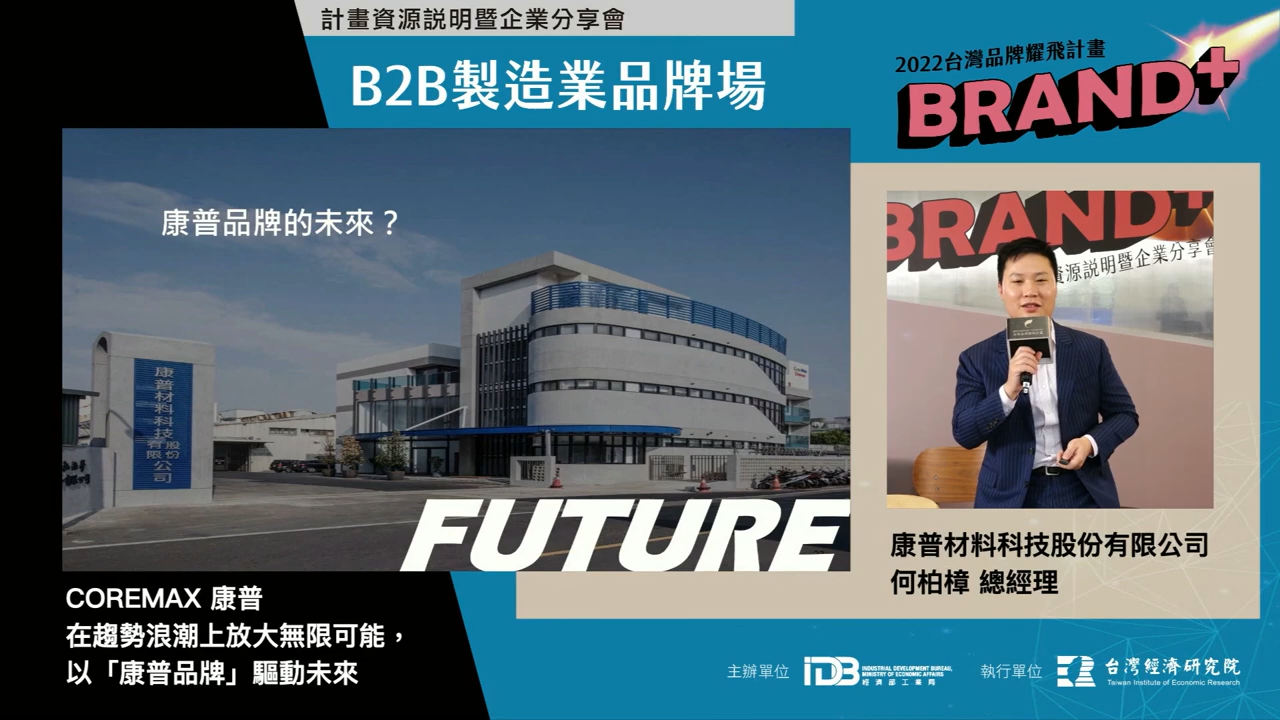 計畫資源説明暨企業分享會
B2B製造業品牌場
2022台灣品牌耀飛計畫
BRAND+
康普品牌的未來？
康普材料科技
股份
有限
公司
FUTURE
BRAND+
資源説明暨企業分享會
康普材料科技股份有限公司
何柏樟 總經理
COREMAX 康普
在趨勢浪潮上放大無限可能，
以「康普品牌」驅動未來
主辦單位
IDB
INDUSTRIAL DEVELOPMENT BUREAU,
MINISTRY OF ECONOMIC AFFAIRS
經濟部工業局
執行單位
台灣經濟研究院
Taiwan Institute of Economic Research